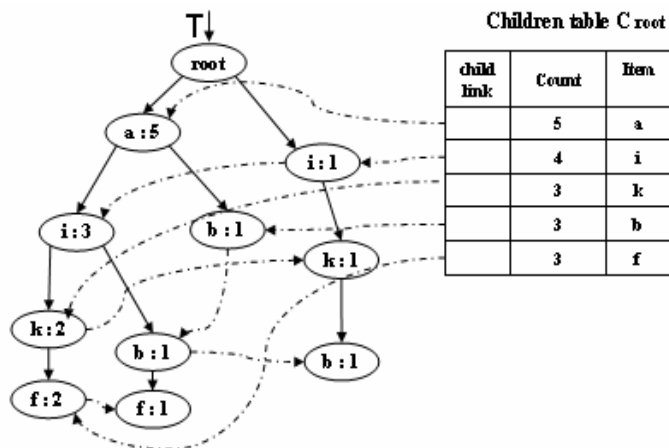 T
Children table C root
root
child link Count Item
a : 5
5 a
i : 1
4 i
3 k
i : 3
b : 1
3 b
k : 1
3 f
k : 2
b : 1
b : 1
f : 2
f : 1